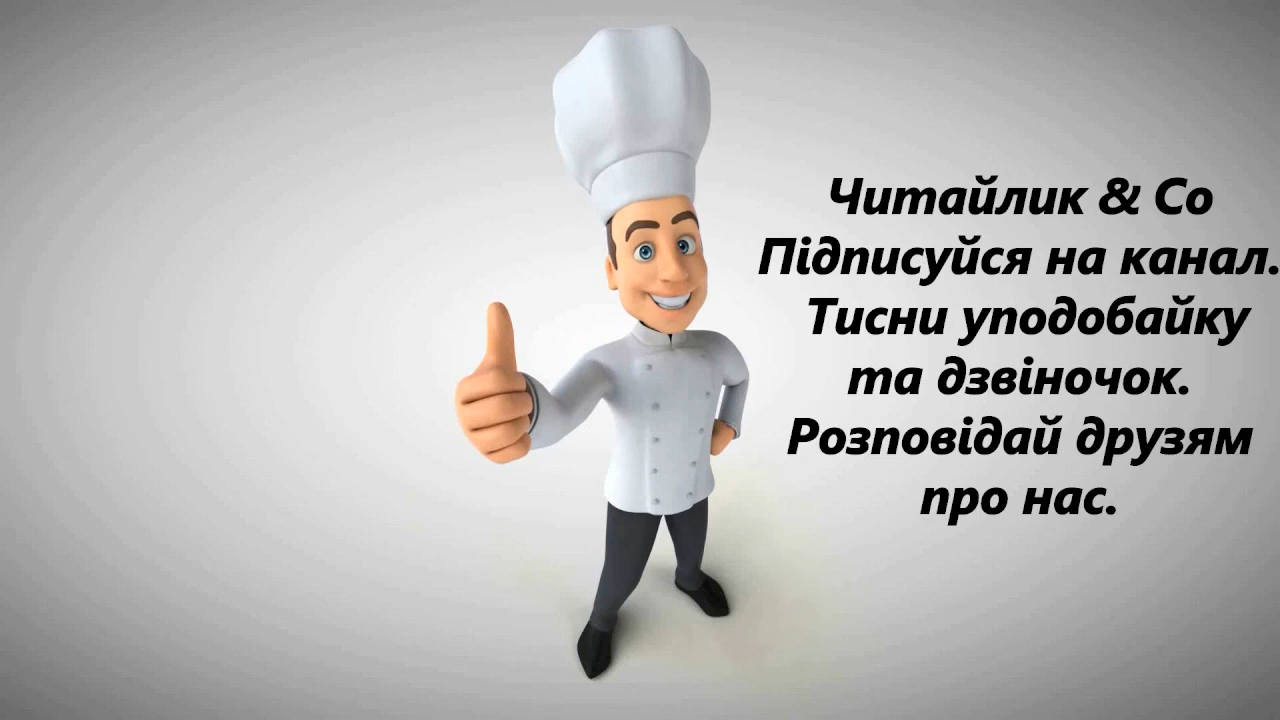 Читайлик & Co
Підписуйся на канал.
Тисни уподобайку
та дзвіночок.
Розповідай друзям
про нас.